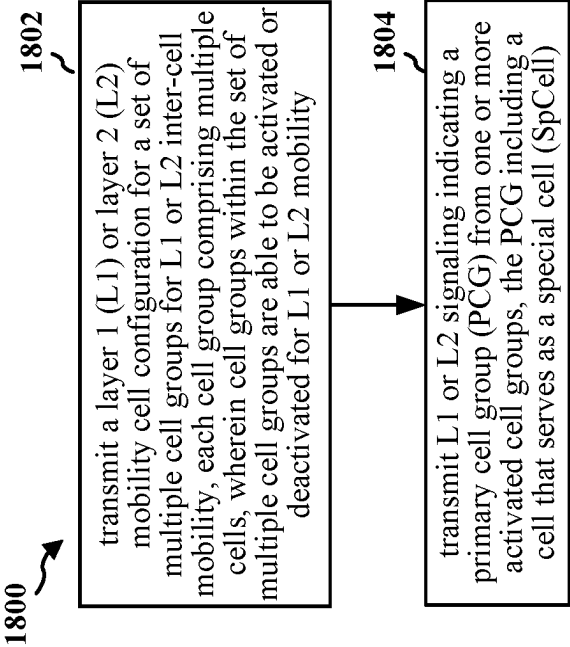 1800
1802
transmit a layer 1 (L1) or layer 2 (L2)
mobility cell configuration for a set of
multiple cell groups for L1 or L2 inter-cell
mobility, each cell group comprising multiple
cells, wherein cell groups within the set of
multiple cell groups are able to be activated or
deactivated for L1 or L2 mobility
1804
transmit L1 or L2 signaling indicating a
primary cell group (PCG) from one or more
activated cell groups, the PCG including a
cell that serves as a special cell (SpCell)